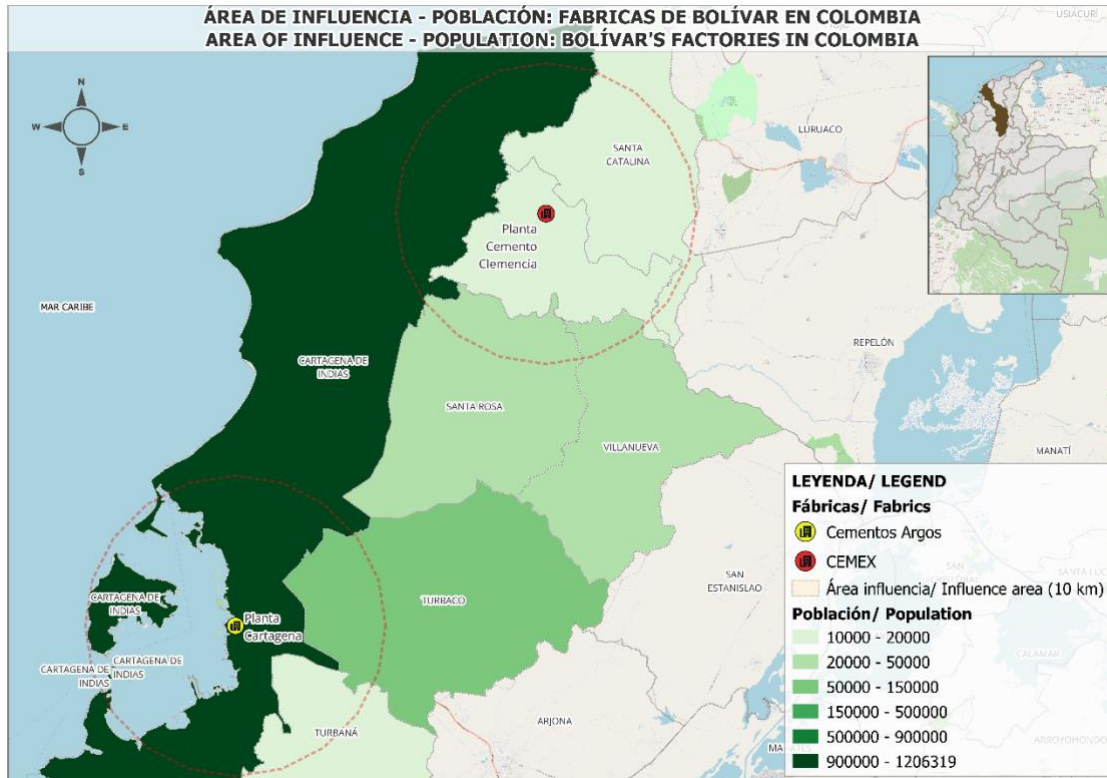 ÁREA DE INFLUENCIA - POBLACIÓN: FABRICAS DE BOLÍVAR EN COLOMBIA
AREA OF INFLUENCE - POPULATION: BOLÍVAR'S FACTORIES IN COLOMBIA
USIACURÍ
N
W
E
S
LURUACO
SANTA
CATALINA
Planta
Cemento
Clemencia
MAR CARIBE
REPELÓN
CARTAGENA DE
INDIAS
SANTA ROSA
VILLANUEVA
MANATÍ
LEYENDA/ LEGEND
Fábricas/ Fabrics
Cementos Argos
CEMEX
Área influencia/ Influence area (10 km)
Población/ Population
10000 - 20000
20000 - 50000
50000 - 150000
150000 - 500000
500000 - 900000
900000 - 1206319
SAN
ESTANISLAO
SAN
CRISTÓBAL
SANTA LUC
CALAMAR
ARROYOHONDO
TURBACO
CARTAGENA DE
INDIAS
Planta
Cartagena
CARTAGENA DE
INDIAS
CARTAGENA DE
INDIAS
TURBANÁ
ARJONA